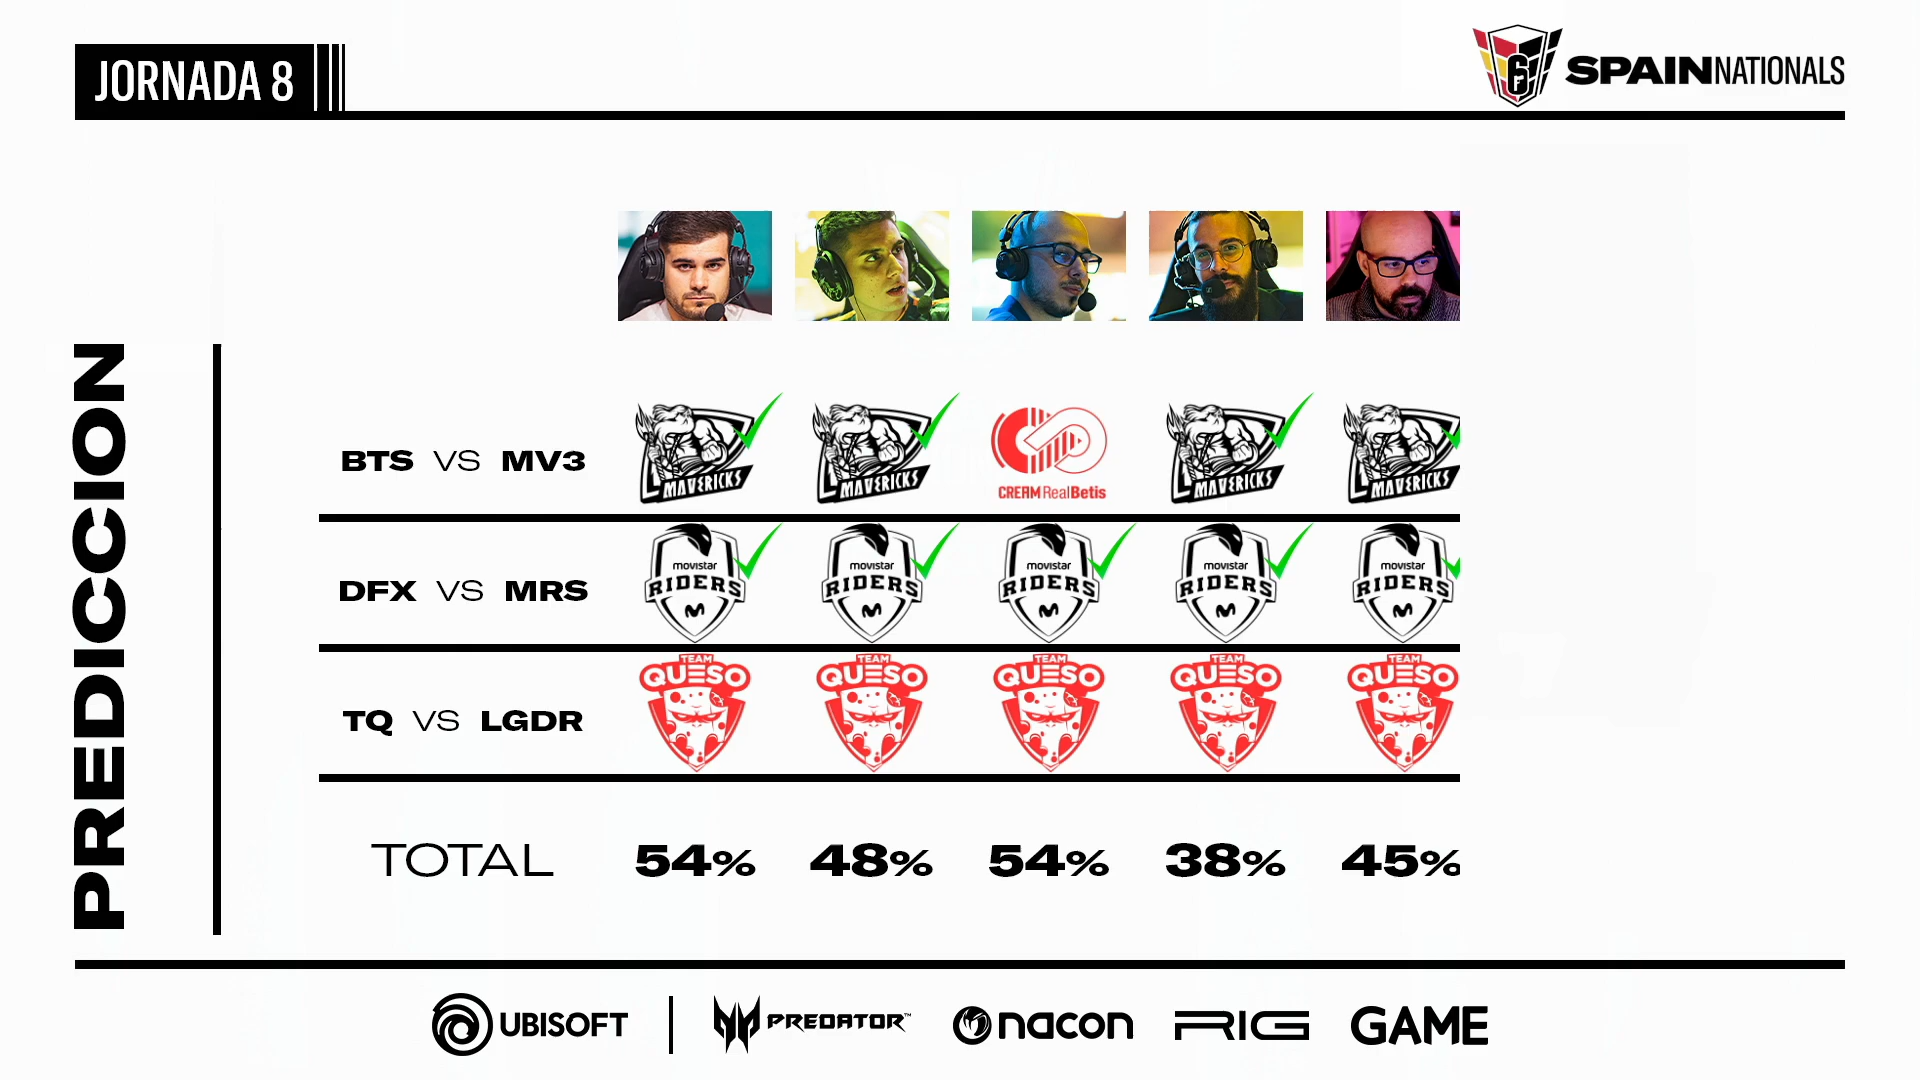 JORNADA 8
SPAINNATIONALS
PREDICCION
BTS VS MV3
MAVERICKS MAVERICKS CREAM RealBetis MAVERICKS MAVERICKS
DFX VS MRS
movistar RIDERS movistar RIDERS movistar RIDERS movistar RIDERS movistar RIDERS
TQ VS LGDR
TEAM QUESO TEAM QUESO TEAM QUESO TEAM QUESO TEAM QUESO
TOTAL 54% 48% 54% 38% 45%
UBISOFT PREDATOR™ nacon RIG GAME